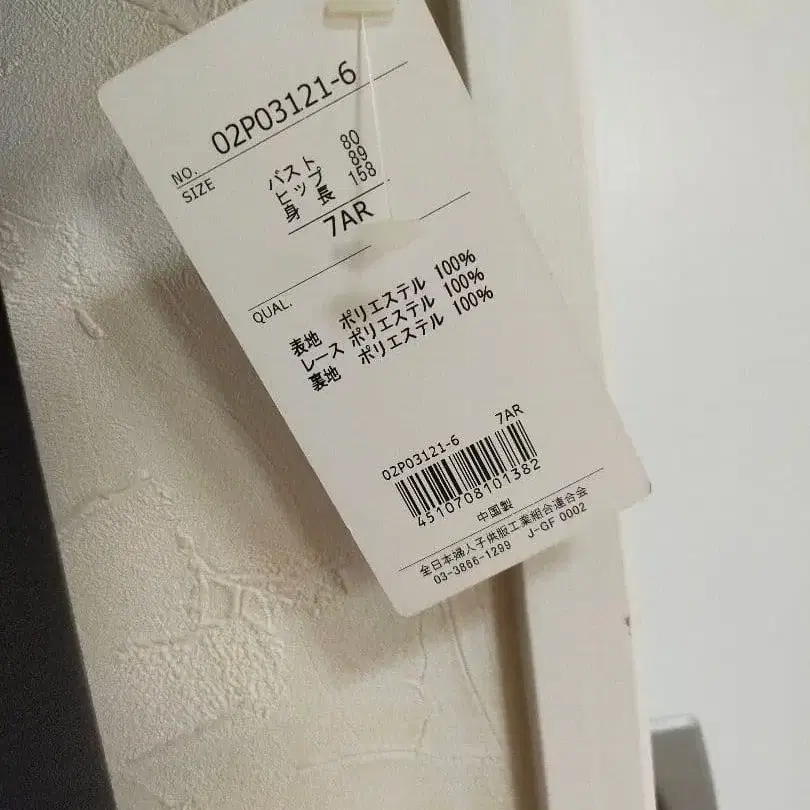 NO. 02P03121-6
SIZE バスト 80
ヒップ 89
身長 158
7AR
QUAL.
表地 ポリエステル 100%
レース ポリエステル 100%
裏地 ポリエステル 100%
02P03121-6 7AR
4510708101382
中国製
全日本婦人子供服工業組合連合会
03-3866-1299 J-GF 0002